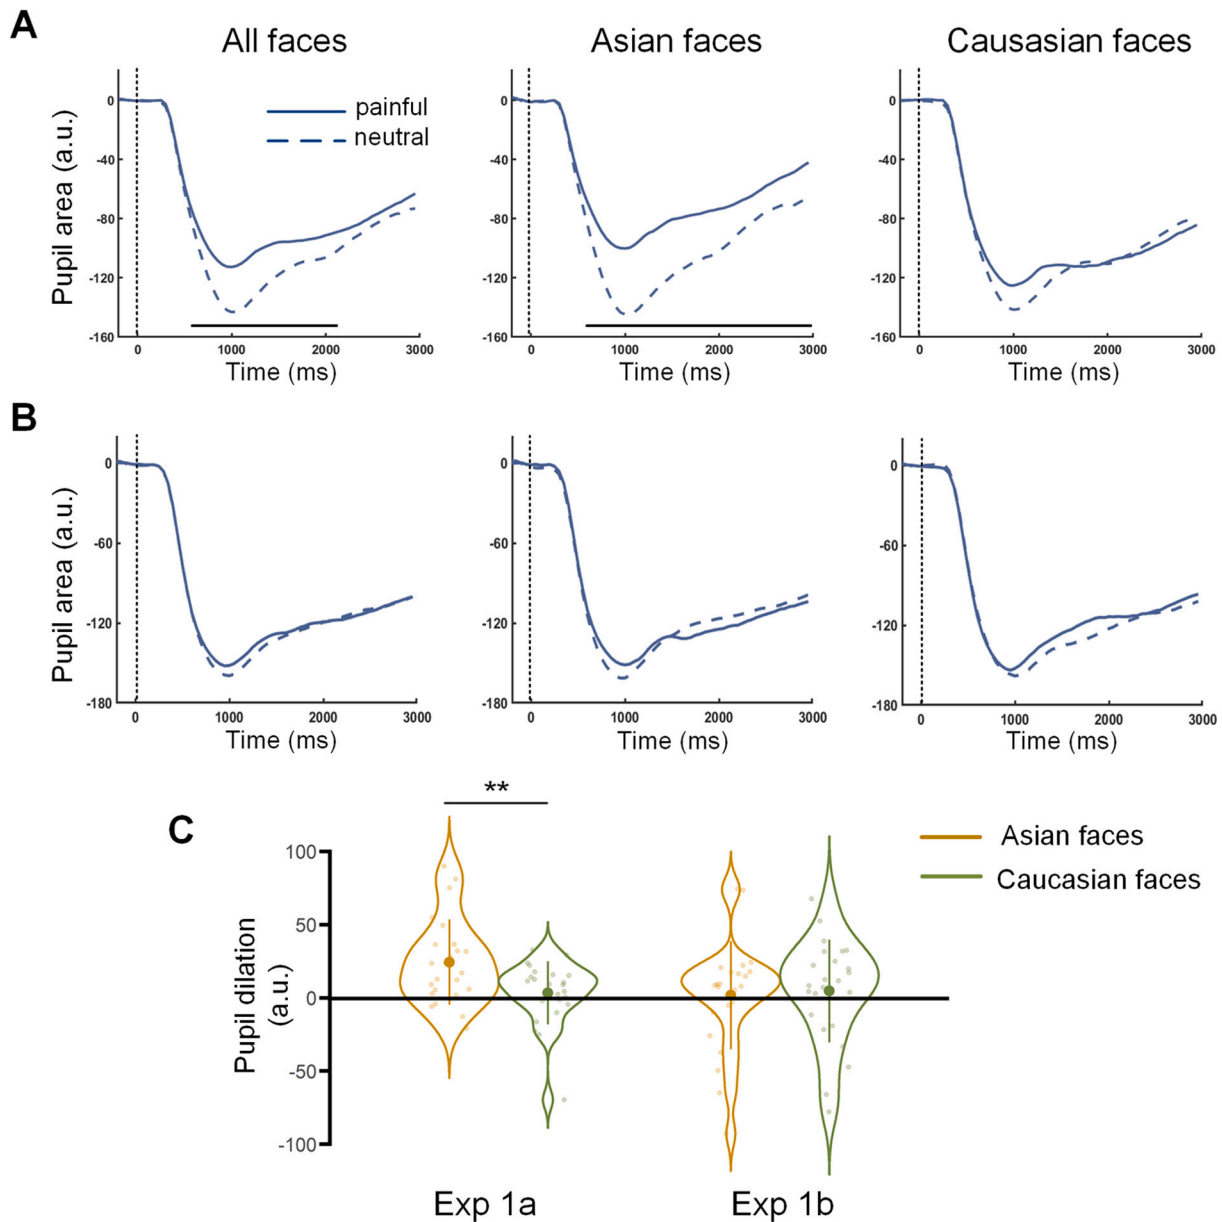 A
All faces
Asian faces
Causasian faces
painful
neutral
Pupil area (a.u.)
0
-40
-80
-120
-160
0 1000 2000 3000
Time (ms)
0
-40
-80
-120
-160
0 1000 2000 3000
Time (ms)
0
-40
-80
-120
-160
0 1000 2000 3000
Time (ms)
B
Pupil area (a.u.)
0
-60
-120
-180
0 1000 2000 3000
Time (ms)
0
-60
-120
-180
0 1000 2000 3000
Time (ms)
0
-60
-120
-180
0 1000 2000 3000
Time (ms)
C
**
Asian faces
Caucasian faces
Pupil dilation
(a.u.)
100
50
0
-50
-100
Exp 1a
Exp 1b